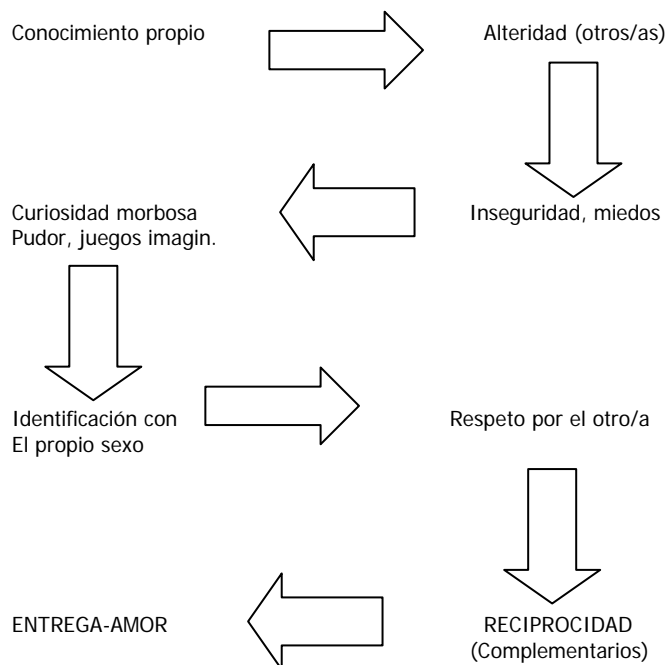 Conocimiento propio
Alteridad (otros/as)
Curiosidad morbosa
Pudor, juegos imagin.
Inseguridad, miedos
Identificación con
El propio sexo
Respeto por el otro/a
ENTREGA-AMOR
RECIPROCIDAD
(Complementarios)